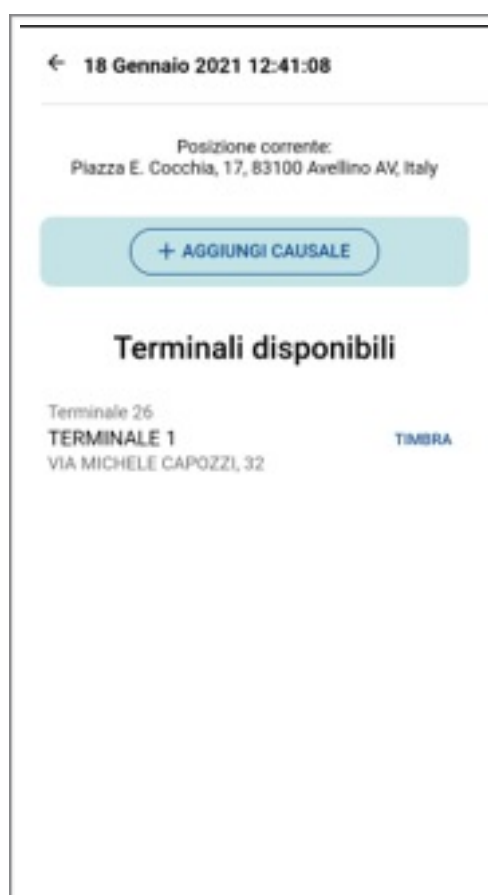 ← 18 Gennaio 2021 12:41:08
Posizione corrente:
Piazza E. Cocchia, 17, 83100 Avellino AV, Italy
+ AGGIUNGI CAUSALE
Terminali disponibili
Terminale 26
TERMINALE 1
TIMBRA
VIA MICHELE CAPOZZI, 32